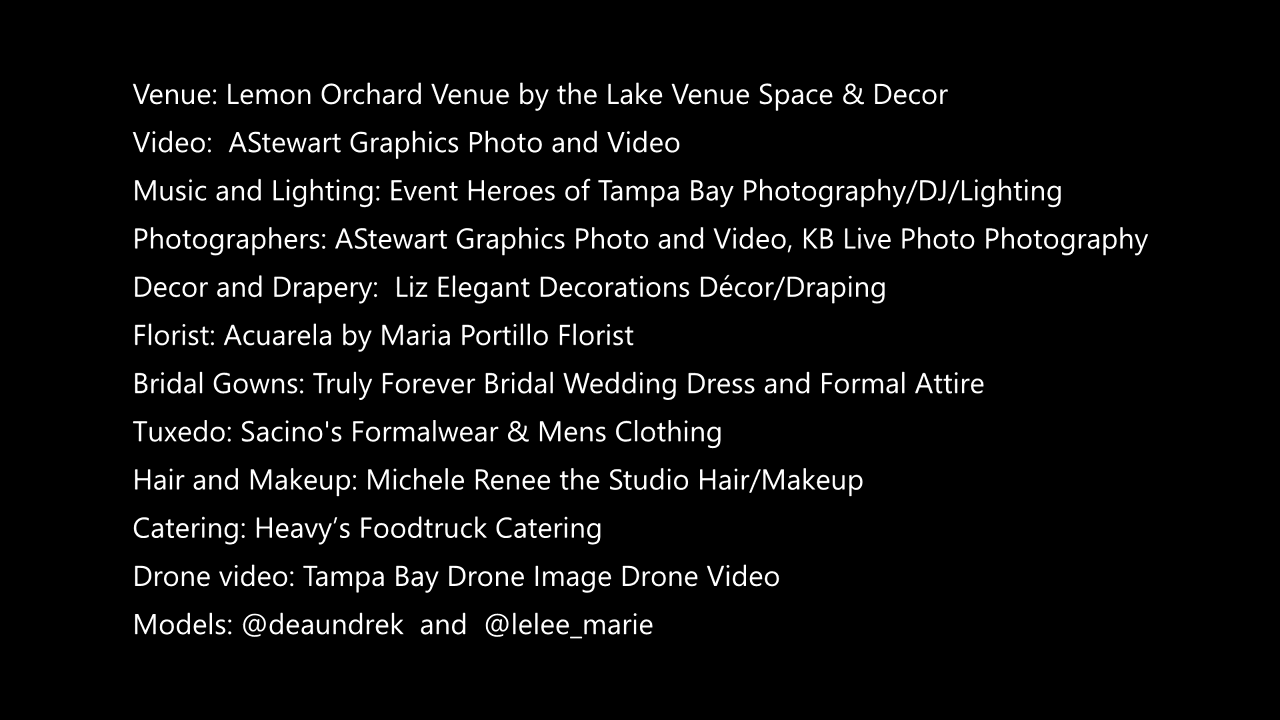 Venue: Lemon Orchard Venue by the Lake Venue Space & Decor
Video:  AStewart Graphics Photo and Video
Music and Lighting: Event Heroes of Tampa Bay Photography/DJ/Lighting
Photographers: AStewart Graphics Photo and Video, KB Live Photo Photography
Decor and Drapery:  Liz Elegant Decorations Décor/Draping
Florist: Acuarela by Maria Portillo Florist
Bridal Gowns: Truly Forever Bridal Wedding Dress and Formal Attire
Tuxedo: Sacino's Formalwear & Mens Clothing
Hair and Makeup: Michele Renee the Studio Hair/Makeup
Catering: Heavy’s Foodtruck Catering
Drone video: Tampa Bay Drone Image Drone Video
Models: @deaundrek  and  @lelee_marie